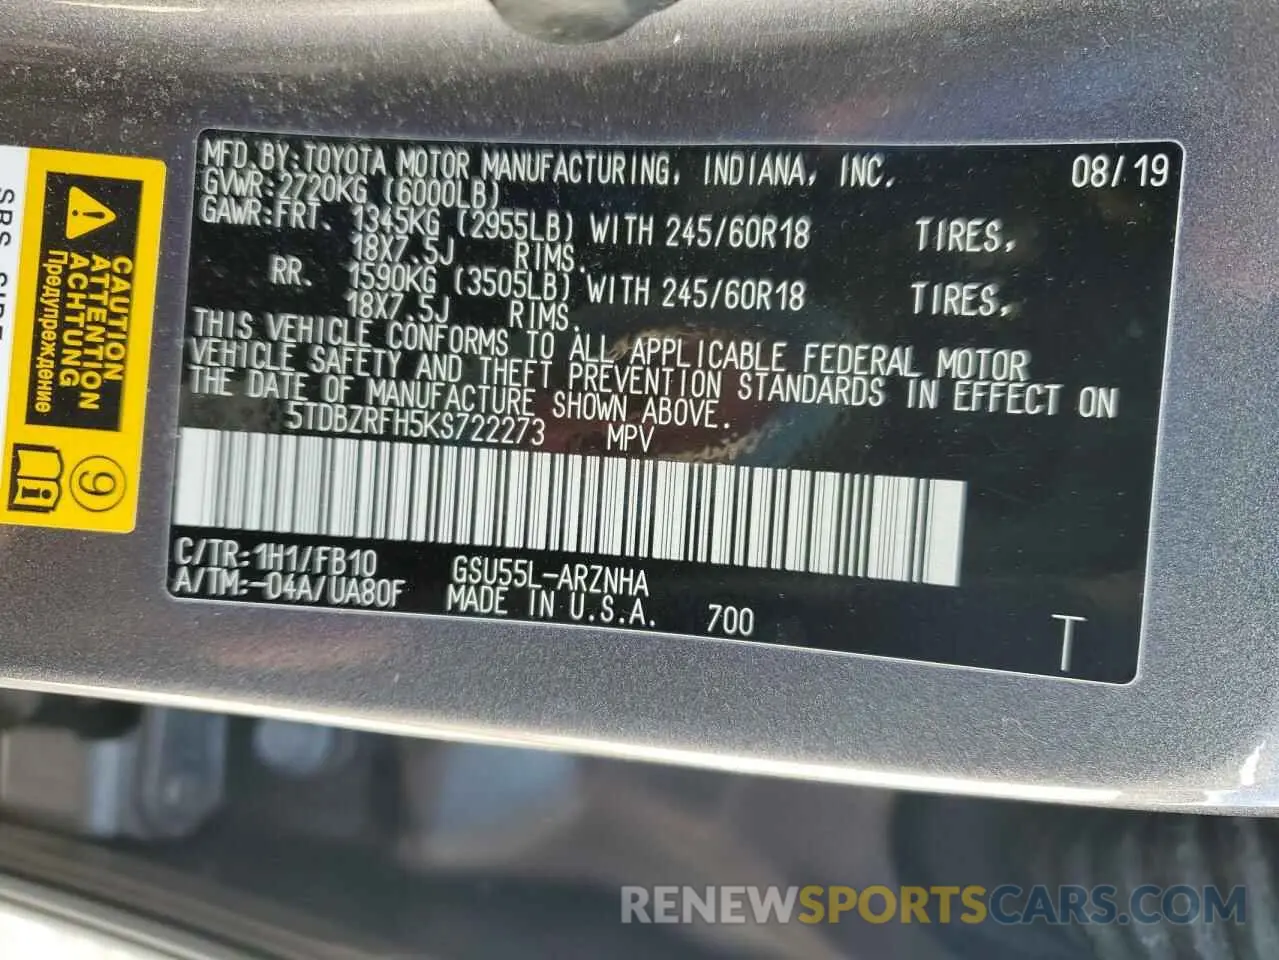 MFD.BY:TOYOTA MOTOR MANUFACTURING, INDIANA, INC. 08/19
GVWR:2720KG (6000LB)
GAWR:FRT. 1345KG (2955LB) WITH 245/60R18 TIRES,
18X7.5J RIMS.
RR. 1590KG (3505LB) WITH 245/60R18 TIRES,
18X7.5J RIMS.
THIS VEHICLE CONFORMS TO ALL APPLICABLE FEDERAL MOTOR
VEHICLE SAFETY AND THEFT PREVENTION STANDARDS IN EFFECT ON
THE DATE OF MANUFACTURE SHOWN ABOVE.
5TDBZRFH5KS722273 MPV
C/TR:1H1/FB10 GSU55L-ARZNHA
A/TM:-04A/UA80F MADE IN U.S.A. 700 T
CAUTION
ATTENTION
ACHTUNG
Предупреждение
9
i
SRS
RENEWSPORTSCARS.COM